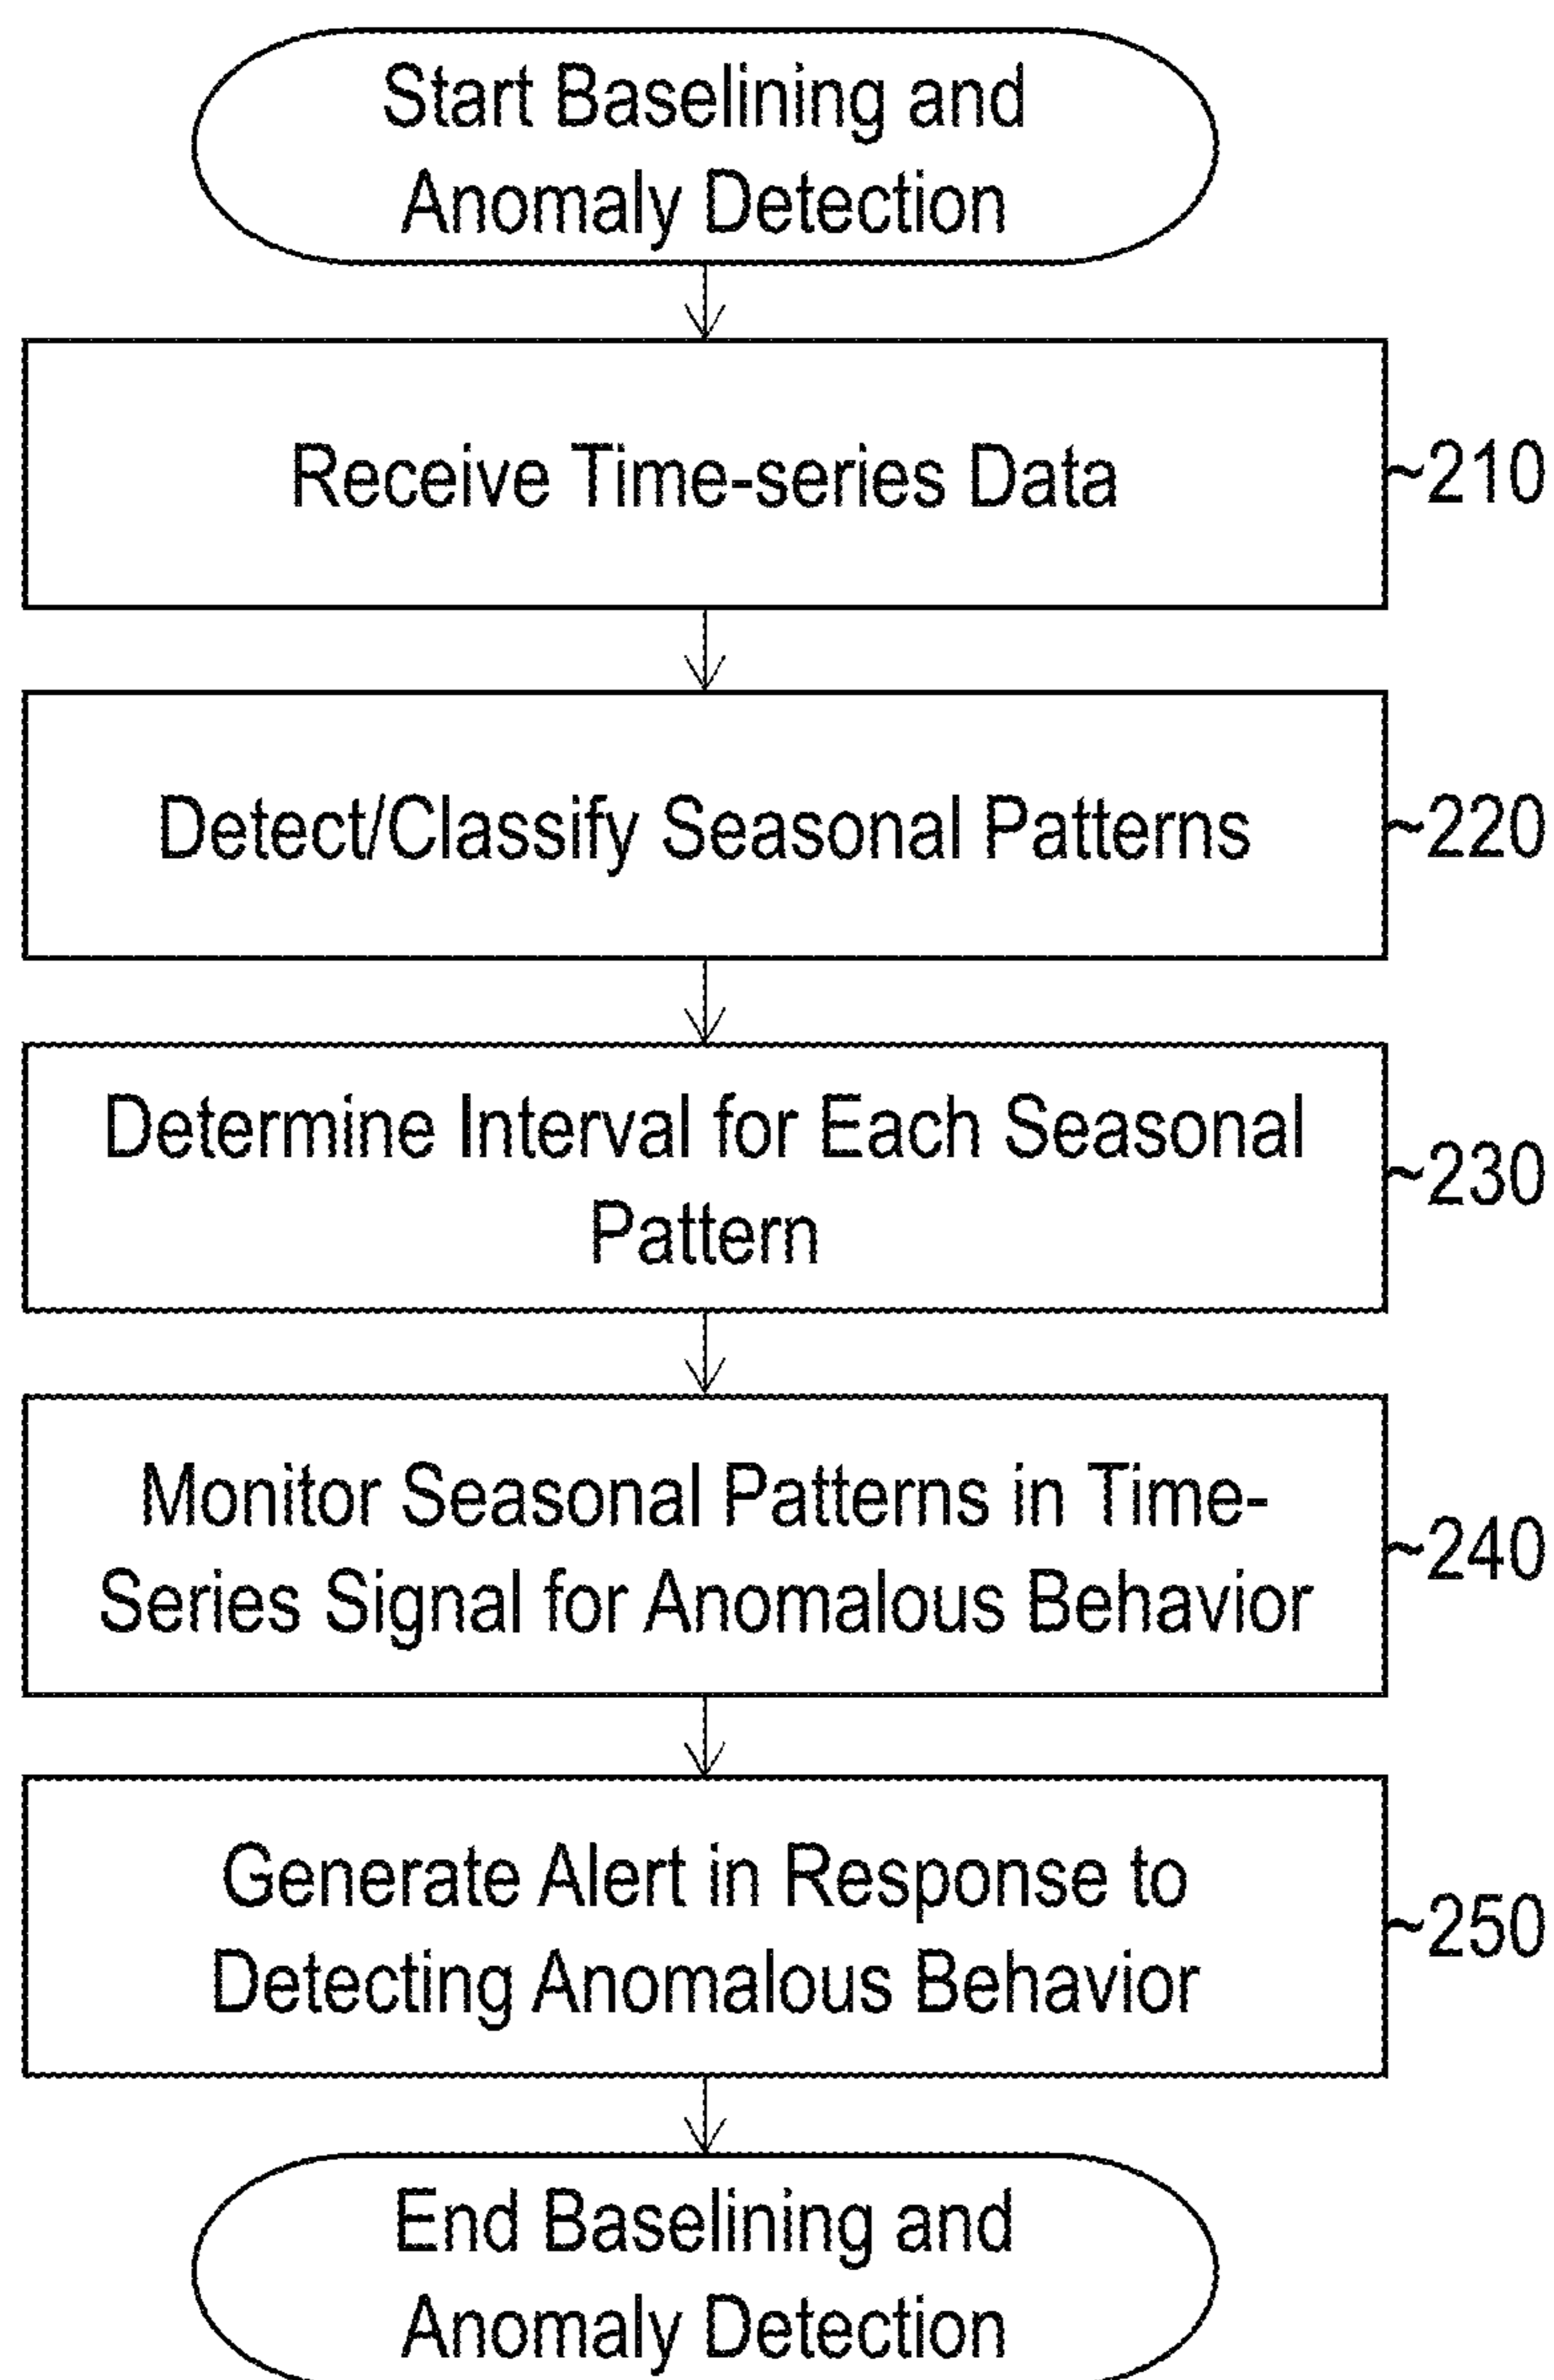 Start Baselining and
Anomaly Detection
Receive Time-series Data
~210
Detect/Classify Seasonal Patterns
~220
Determine Interval for Each Seasonal
Pattern
~230
Monitor Seasonal Patterns in Time-
Series Signal for Anomalous Behavior
~240
Generate Alert in Response to
Detecting Anomalous Behavior
~250
End Baselining and
Anomaly Detection